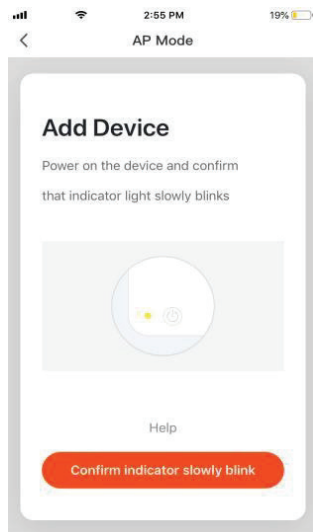 2:55 PM
19%
AP Mode
Add Device
Power on the device and confirm
that indicator light slowly blinks
Help
Confirm indicator slowly blink